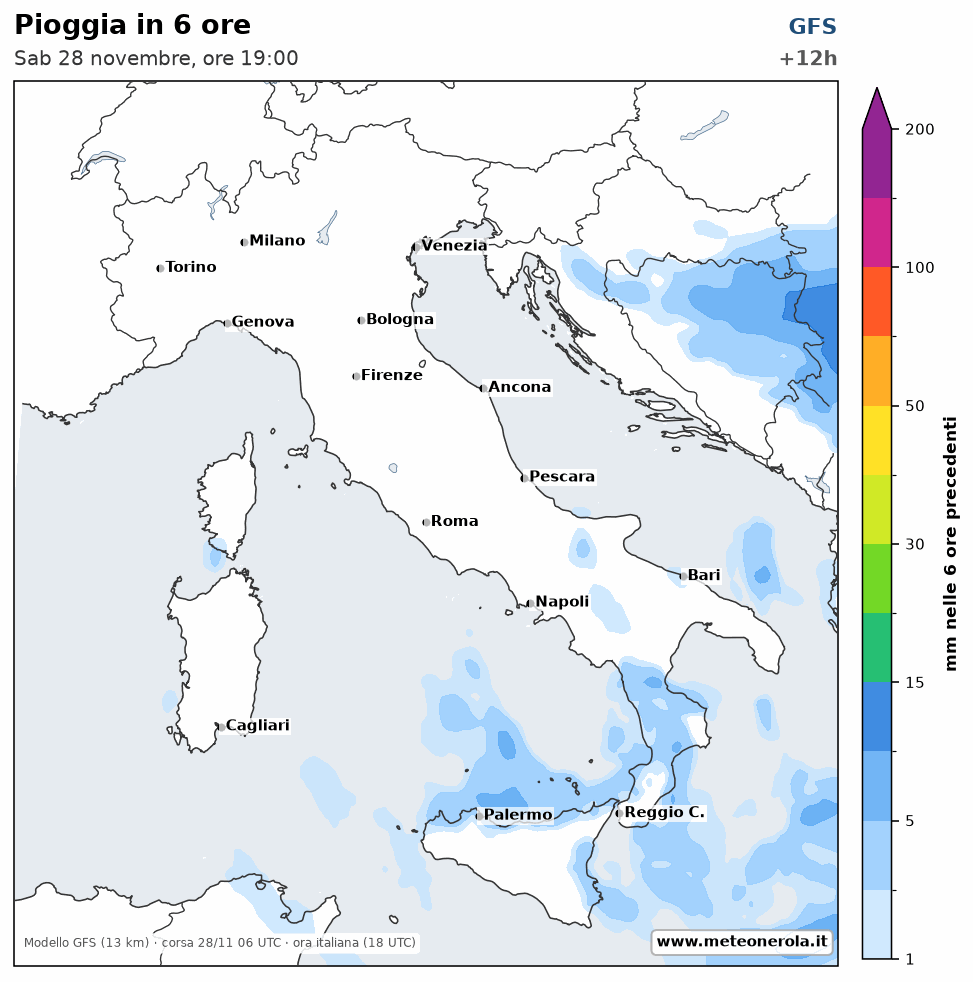 Pioggia in 6 ore
GFS
Sab 28 novembre, ore 19:00
+12h
200
Milano
Venezia
Torino
100
Genova
Bologna
Firenze
Ancona
50
Pescara
Roma
30
Bari
Napoli
mm nelle 6 ore precedenti
15
Cagliari
Palermo
Reggio C.
5
Modello GFS (13 km) · corsa 28/11 06 UTC · ora italiana (18 UTC)
www.meteonerola.it
1